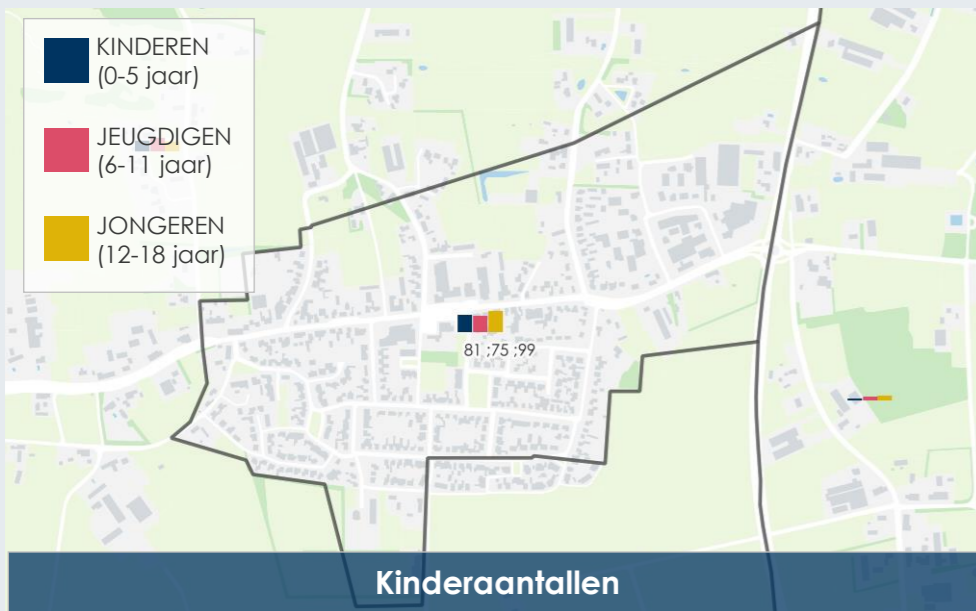 KINDEREN
(0-5 jaar)
JEUGDIGEN
(6-11 jaar)
JONGEREN
(12-18 jaar)
81 ;75 ;99
Kinderaantallen